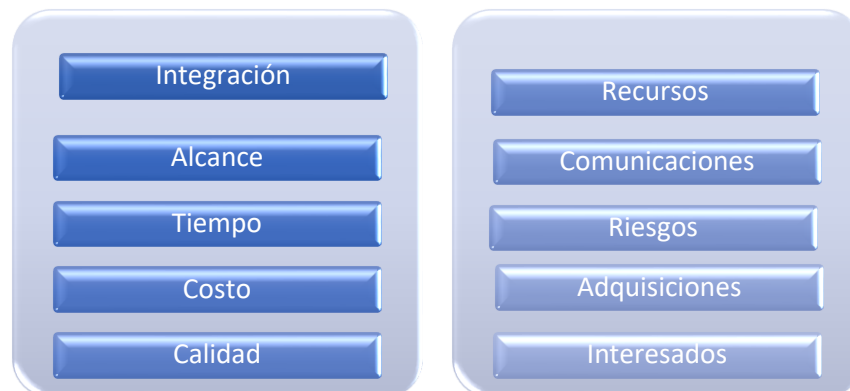 Integración
Alcance
Tiempo
Costo
Calidad
Recursos
Comunicaciones
Riesgos
Adquisiciones
Interesados